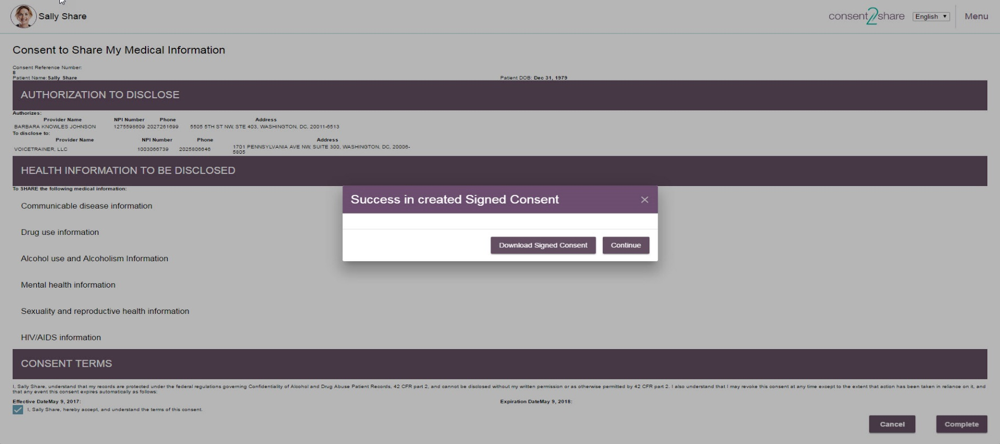 Sally Share
consent2share
English
Menu
Consent to Share My Medical Information
Consent Reference Number:
8
Patient Name: Sally Share Patient DOB: Dec 31, 1979
AUTHORIZATION TO DISCLOSE
Authorizes:
Provider Name NPI Number Phone Address
BARBARA KNOWLES JOHNSON 1275598609 2027261699 5505 5TH ST NW, STE 403, WASHINGTON, DC, 20011-6513
To disclose to:
Provider Name NPI Number Phone Address
VOICETRAINER, LLC 1003066739 2025806646 1701 PENNSYLVANIA AVE NW, SUITE 300, WASHINGTON, DC, 20006-
5805
HEALTH INFORMATION TO BE DISCLOSED
To SHARE the following medical information:
Communicable disease information
Drug use information
Alcohol use and Alcoholism Information
Mental health information
Sexuality and reproductive health information
HIV/AIDS information
Success in created Signed Consent
Download Signed Consent Continue
CONSENT TERMS
I, Sally Share, understand that my records are protected under the federal regulations governing Confidentiality of Alcohol and Drug Abuse Patient Records, 42 CFR part 2, and cannot be disclosed without my written permission or as otherwise permitted by 42 CFR part 2. I also understand that I may revoke this consent at any time except to the extent that action has been taken in reliance on it, and
that any event this consent expires automatically as follows:
Effective DateMay 9, 2017: Expiration DateMay 9, 2018:
I, Sally Share, hereby accept, and understand the terms of this consent.
Cancel Complete